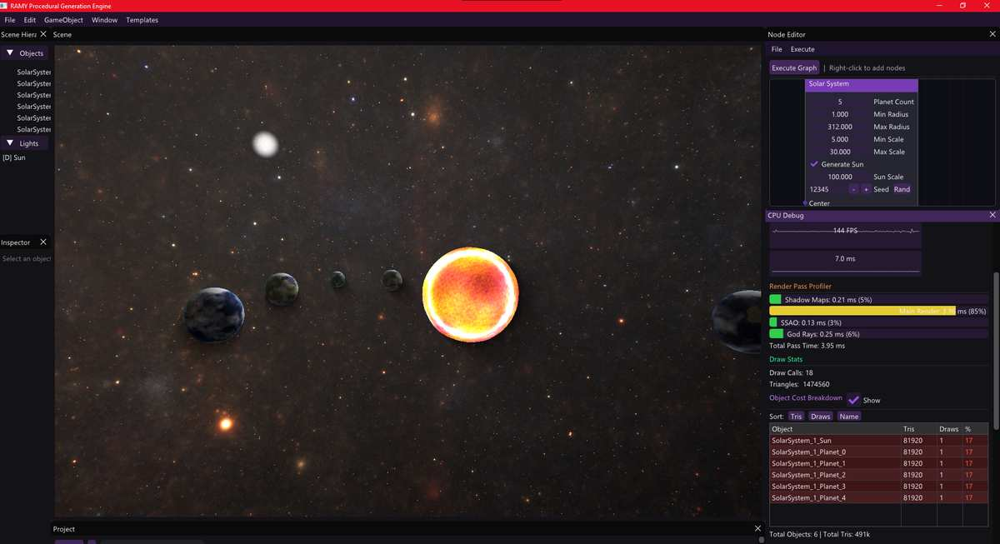 RAMY Procedural Generation Engine
File Edit GameObject Window Templates
Scene Hiera
Objects
SolarSystem
SolarSystem
SolarSystem
SolarSystem
SolarSystem
SolarSystem
Lights
[D] Sun
Inspector
Select an object
Scene
Project
Node Editor
File Execute
Execute Graph | Right-click to add nodes
Solar System
5 Planet Count
1.000 Min Radius
312.000 Max Radius
5.000 Min Scale
30.000 Max Scale
Generate Sun
100.000 Sun Scale
12345 - + Seed Rand
Center
CPU Debug
144 FPS
7.0 ms
Render Pass Profiler
Shadow Maps: 0.21 ms (5%)
Main Render: 3.36 ms (85%)
SSAO: 0.13 ms (3%)
God Rays: 0.25 ms (6%)
Total Pass Time: 3.95 ms
Draw Stats
Draw Calls: 18
Triangles: 1474560
Object Cost Breakdown Show
Sort: Tris Draws Name
Object Tris Draws %
SolarSystem_1_Sun 81920 1 17
SolarSystem_1_Planet_0 81920 1 17
SolarSystem_1_Planet_1 81920 1 17
SolarSystem_1_Planet_2 81920 1 17
SolarSystem_1_Planet_3 81920 1 17
SolarSystem_1_Planet_4 81920 1 17
Total Objects: 6 | Total Tris: 491k